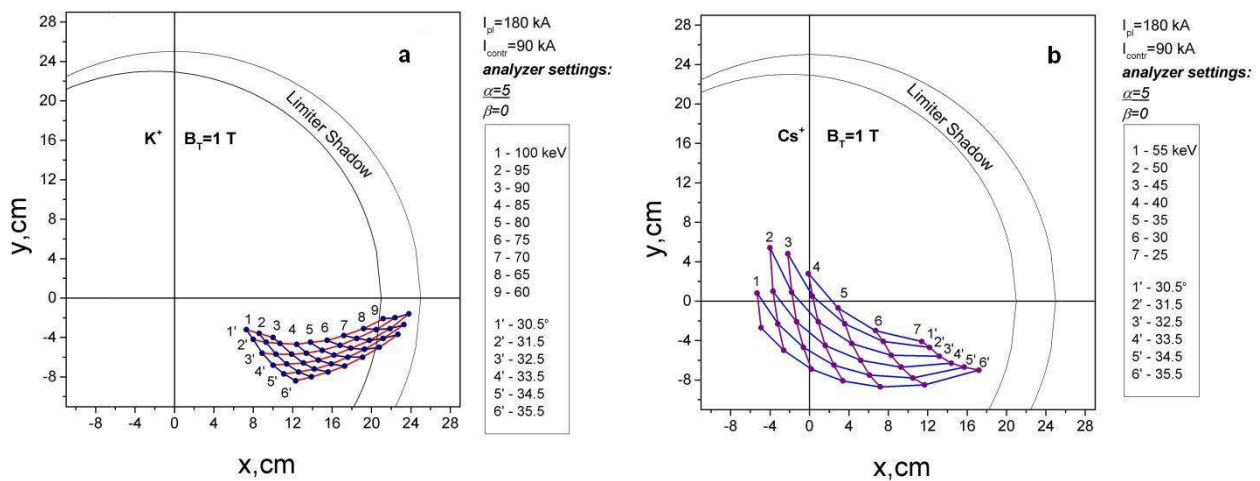 a
Limiter Shadow
K⁺ B_T=1 T
y,cm
28
24
20
16
12
8
4
0
-4
-8
1 2 3 4 5 6 7 8 9
1'
2'
3'
4'
5'
6'
-8 -4 0 4 8 12 16 20 24 28
x,cm
I_pl=180 kA
I_contr=90 kA
analyzer settings:
α=5
β=0
1 - 100 keV
2 - 95
3 - 90
4 - 85
5 - 80
6 - 75
7 - 70
8 - 65
9 - 60
1' - 30.5°
2' - 31.5
3' - 32.5
4' - 33.5
5' - 34.5
6' - 35.5
b
Limiter Shadow
Cs⁺ B_T=1 T
y,cm
28
24
20
16
12
8
4
0
-4
-8
1 2 3 4 5 6 7
1' 2' 3' 4' 5' 6'
-8 -4 0 4 8 12 16 20 24 28
x,cm
I_pl=180 kA
I_contr=90 kA
analyzer settings:
α=5
β=0
1 - 55 keV
2 - 50
3 - 45
4 - 40
5 - 35
6 - 30
7 - 25
1' - 30.5°
2' - 31.5
3' - 32.5
4' - 33.5
5' - 34.5
6' - 35.5